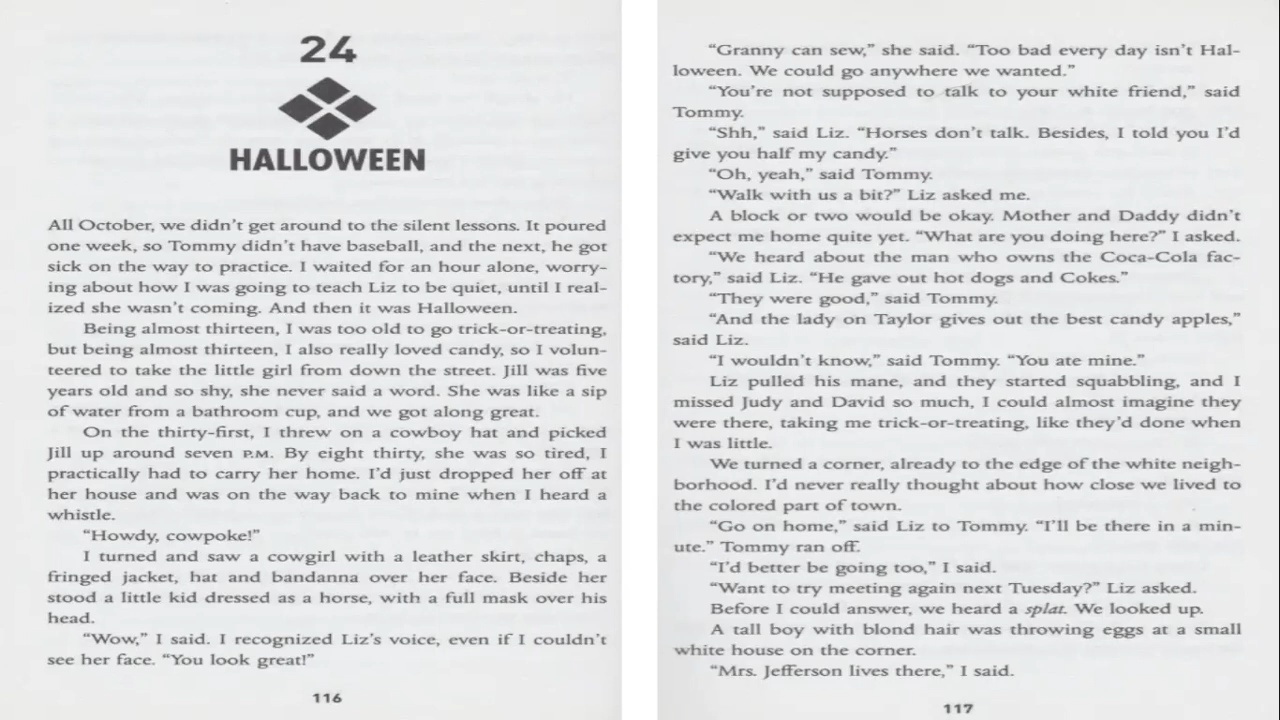 24
HALLOWEEN
All October, we didn't get around to the silent lessons. It poured
one week, so Tommy didn't have baseball, and the next, he got
sick on the way to practice. I waited for an hour alone, worry-
ing about how I was going to teach Liz to be quiet, until I real-
ized she wasn't coming. And then it was Halloween.
Being almost thirteen, I was too old to go trick-or-treating,
but being almost thirteen, I also really loved candy, so I volun-
teered to take the little girl from down the street. Jill was five
years old and so shy, she never said a word. She was like a sip
of water from a bathroom cup, and we got along great.
On the thirty-first, I threw on a cowboy hat and picked
Jill up around seven P.M. By eight thirty, she was so tired, I
practically had to carry her home. I'd just dropped her off at
her house and was on the way back to mine when I heard a
whistle.
"Howdy, cowpoke!"
I turned and saw a cowgirl with a leather skirt, chaps, a
fringed jacket, hat and bandanna over her face. Beside her
stood a little kid dressed as a horse, with a full mask over his
head.
"Wow," I said. I recognized Liz's voice, even if I couldn't
see her face. "You look great!"
116
"Granny can sew," she said. "Too bad every day isn't Hal-
loween. We could go anywhere we wanted."
"You're not supposed to talk to your white friend," said
Tommy.
"Shh," said Liz. "Horses don't talk. Besides, I told you I'd
give you half my candy."
"Oh, yeah," said Tommy.
"Walk with us a bit?" Liz asked me.
A block or two would be okay. Mother and Daddy didn't
expect me home quite yet. "What are you doing here?" I asked.
"We heard about the man who owns the Coca-Cola fac-
tory," said Liz. "He gave out hot dogs and Cokes."
"They were good," said Tommy.
"And the lady on Taylor gives out the best candy apples,"
said Liz.
"I wouldn't know," said Tommy. "You ate mine."
Liz pulled his mane, and they started squabbling, and I
missed Judy and David so much, I could almost imagine they
were there, taking me trick-or-treating, like they'd done when
I was little.
We turned a corner, already to the edge of the white neigh-
borhood. I'd never really thought about how close we lived to
the colored part of town.
"Go on home," said Liz to Tommy. "I'll be there in a min-
ute." Tommy ran off.
"I'd better be going too," I said.
"Want to try meeting again next Tuesday?" Liz asked.
Before I could answer, we heard a splat. We looked up.
A tall boy with blond hair was throwing eggs at a small
white house on the corner.
"Mrs. Jefferson lives there," I said.
117